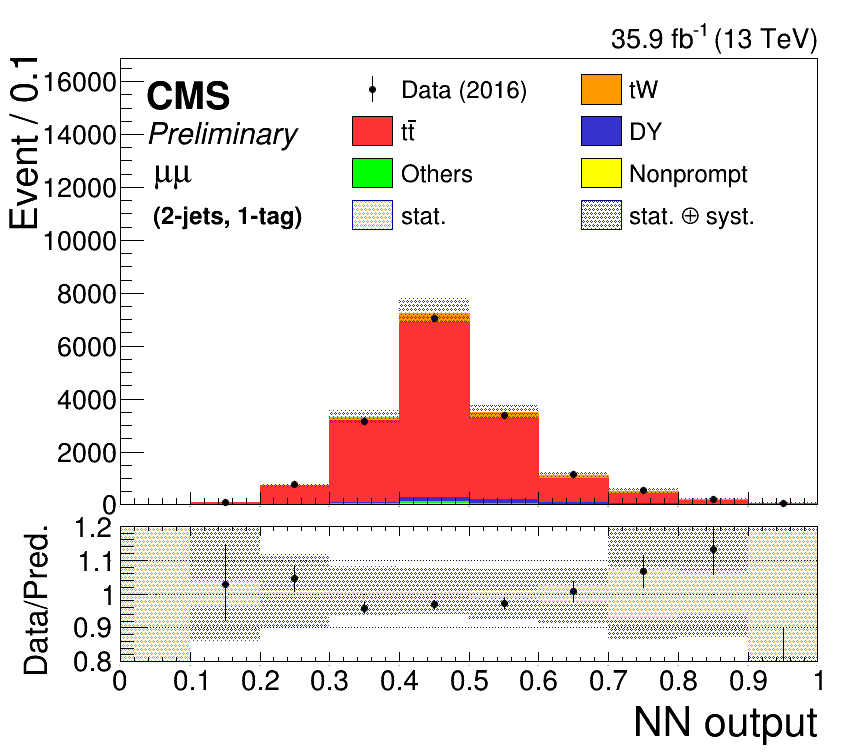 35.9 fb⁻¹ (13 TeV)
Event / 0.1
16000
14000
12000
10000
8000
6000
4000
2000
0
CMS
Preliminary
μμ
(2-jets, 1-tag)
Data (2016)
tW
tt̄
DY
Others
Nonprompt
stat.
stat. ⊕ syst.
Data/Pred.
1.2
1.1
1
0.9
0.8
0 0.1 0.2 0.3 0.4 0.5 0.6 0.7 0.8 0.9 1
NN output